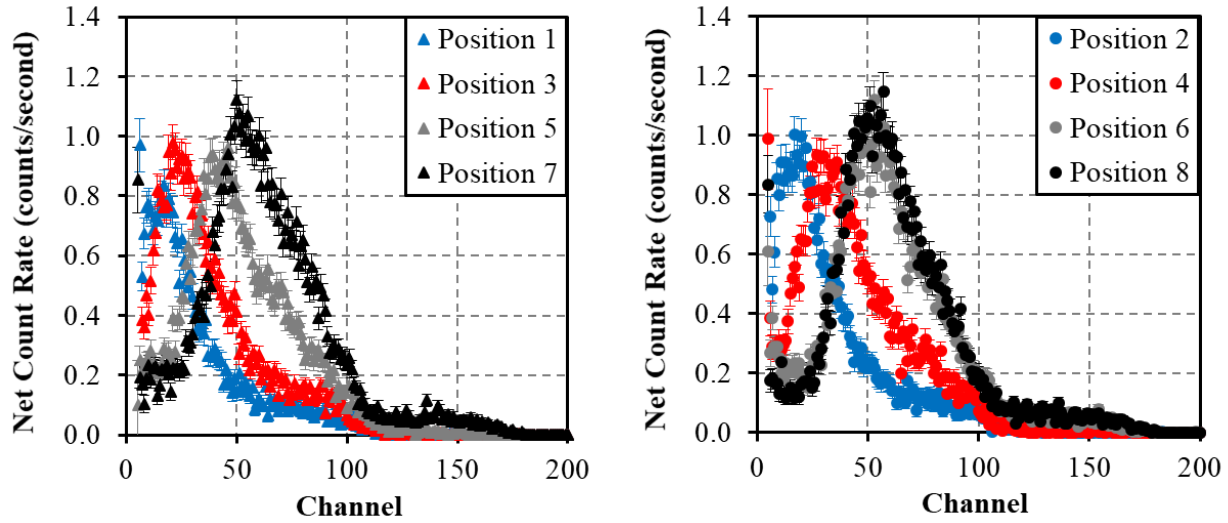 Net Count Rate (counts/second)
1.4
1.2
1.0
0.8
0.6
0.4
0.2
0.0
Position 1
Position 3
Position 5
Position 7
0 50 100 150 200
Channel
Net Count Rate (counts/second)
1.4
1.2
1.0
0.8
0.6
0.4
0.2
0.0
Position 2
Position 4
Position 6
Position 8
0 50 100 150 200
Channel